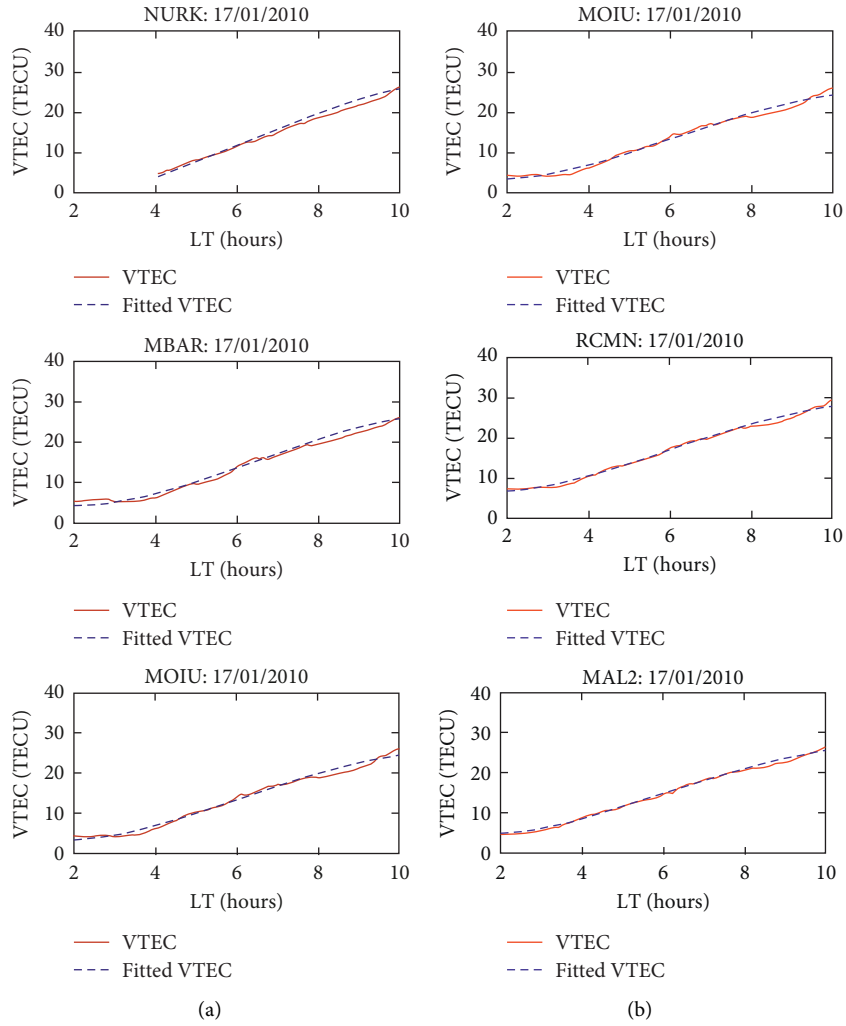 NURK: 17/01/2010
VTEC (TECU)
40
30
20
10
0
2 4 6 8 10
LT (hours)
VTEC
Fitted VTEC
MBAR: 17/01/2010
VTEC (TECU)
40
30
20
10
0
2 4 6 8 10
LT (hours)
VTEC
Fitted VTEC
MOIU: 17/01/2010
VTEC (TECU)
40
30
20
10
0
2 4 6 8 10
LT (hours)
VTEC
Fitted VTEC
(a)
MOIU: 17/01/2010
VTEC (TECU)
40
30
20
10
0
2 4 6 8 10
LT (hours)
VTEC
Fitted VTEC
RCMN: 17/01/2010
VTEC (TECU)
40
30
20
10
0
2 4 6 8 10
LT (hours)
VTEC
Fitted VTEC
MAL2: 17/01/2010
VTEC (TECU)
40
30
20
10
0
2 4 6 8 10
LT (hours)
VTEC
Fitted VTEC
(b)